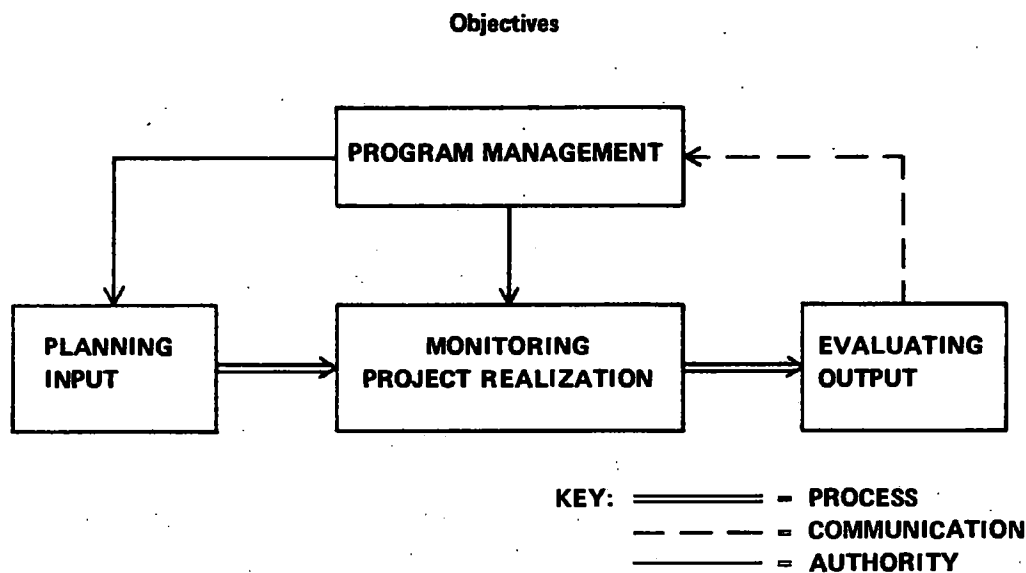 Objectives
PROGRAM MANAGEMENT
PLANNING
INPUT
MONITORING
PROJECT REALIZATION
EVALUATING
OUTPUT
KEY: = PROCESS
= COMMUNICATION
= AUTHORITY